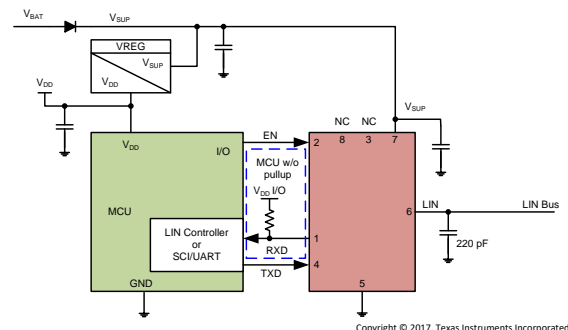 VBAT
VSUP
VREG
VSUP
VDD
VDD
VSUP
EN
NC NC
2
8 3 7
VDD
I/O
MCU w/o
pullup
VDD I/O
MCU
LIN
LIN Bus
6
LIN Controller
or
SCI/UART
1
RXD
220 pF
TXD
4
GND
5
Copyright © 2017, Texas Instruments Incorporated